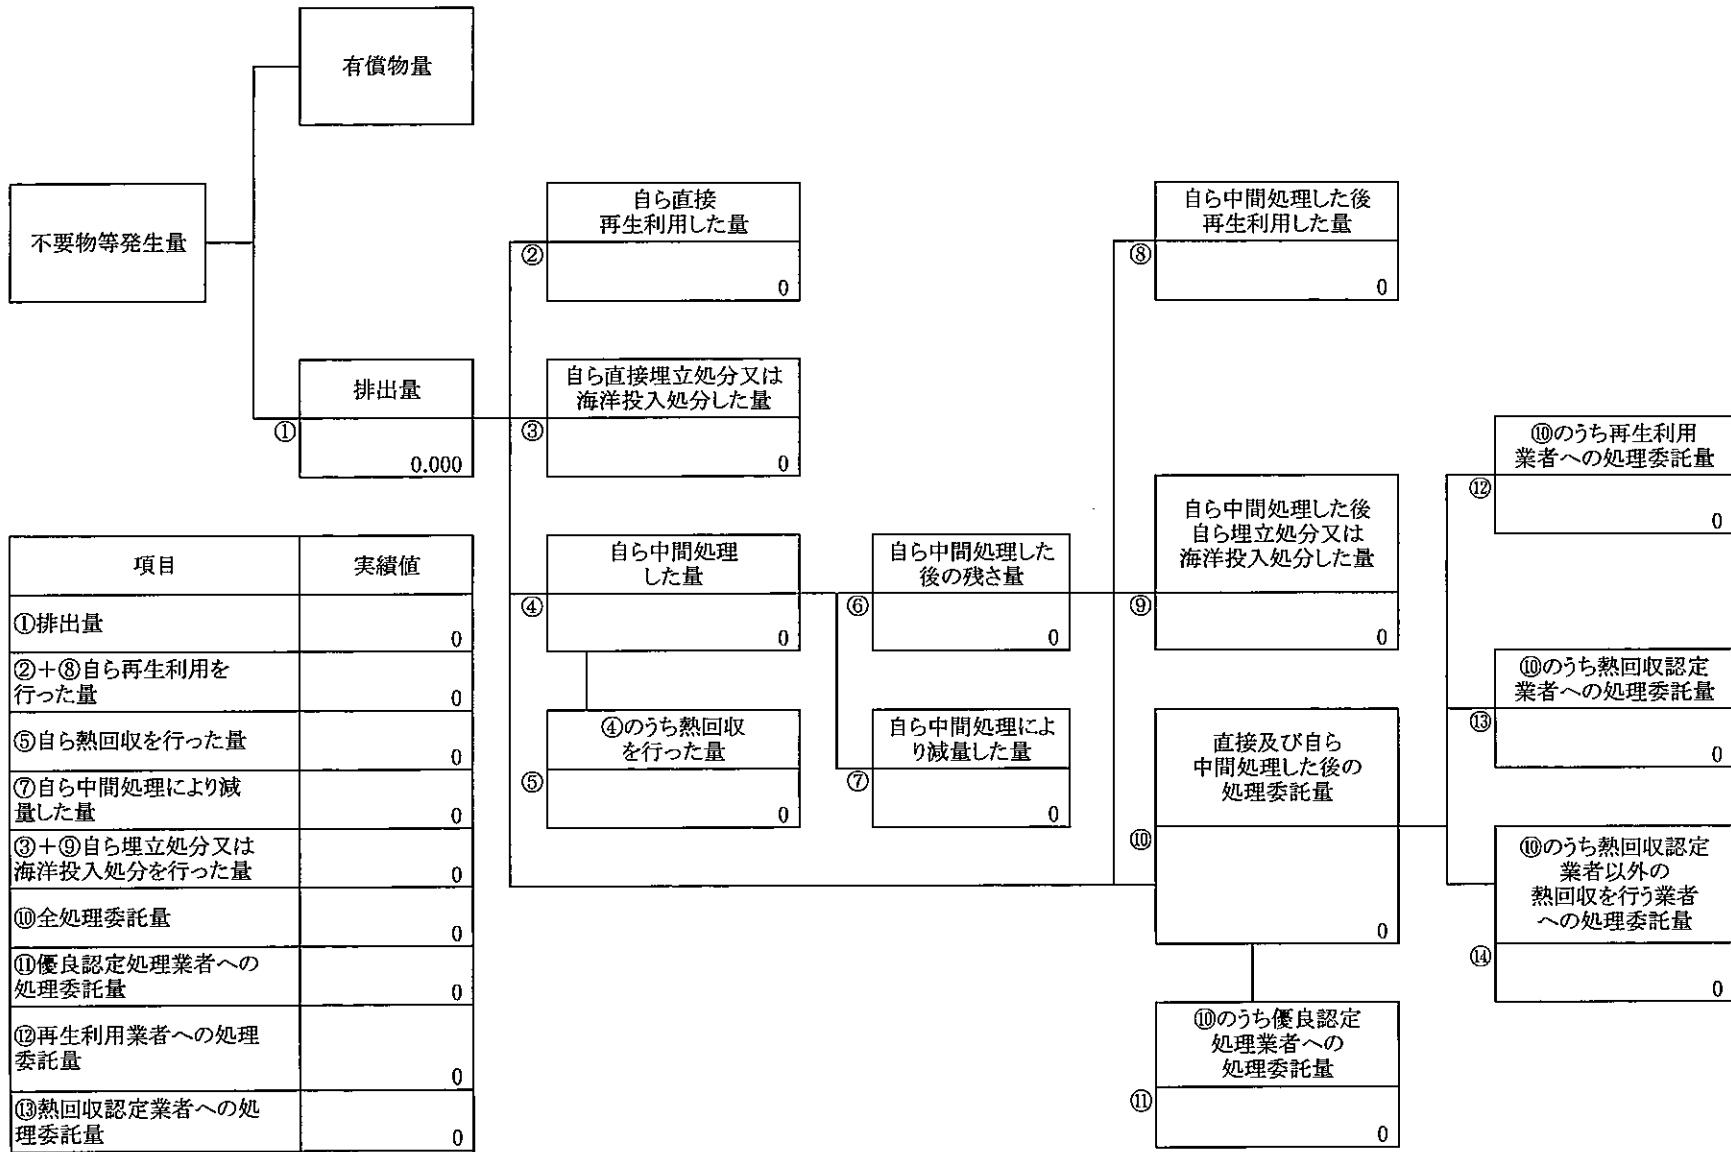 有償物量
不要物等発生量
排出量
①
0.000
自ら直接
再生利用した量
②
0
自ら直接埋立処分又は
海洋投入処分した量
③
0
自ら中間処理
した量
④
0
④のうち熱回収
を行った量
⑤
0
自ら中間処理した
後の残さ量
⑥
0
自ら中間処理によ
り減量した量
⑦
0
自ら中間処理した後
再生利用した量
⑧
0
自ら中間処理した後
自ら埋立処分又は
海洋投入処分した量
⑨
0
直接及び自ら
中間処理した後の
処理委託量
⑩
0
⑩のうち優良認定
処理業者への
処理委託量
⑪
0
⑩のうち再生利用
業者への処理委託量
⑫
0
⑩のうち熱回収認定
業者への処理委託量
⑬
0
⑩のうち熱回収認定
業者以外の
熱回収を行う業者
への処理委託量
⑭
0
項目 実績値
①排出量
0
②+⑧自ら再生利用を
行った量
0
⑤自ら熱回収を行った量
0
⑦自ら中間処理により減
量した量
0
③+⑨自ら埋立処分又は
海洋投入処分を行った量
0
⑩全処理委託量
0
⑪優良認定処理業者への
処理委託量
0
⑫再生利用業者への処理
委託量
0
⑬熱回収認定業者への処
理委託量
0